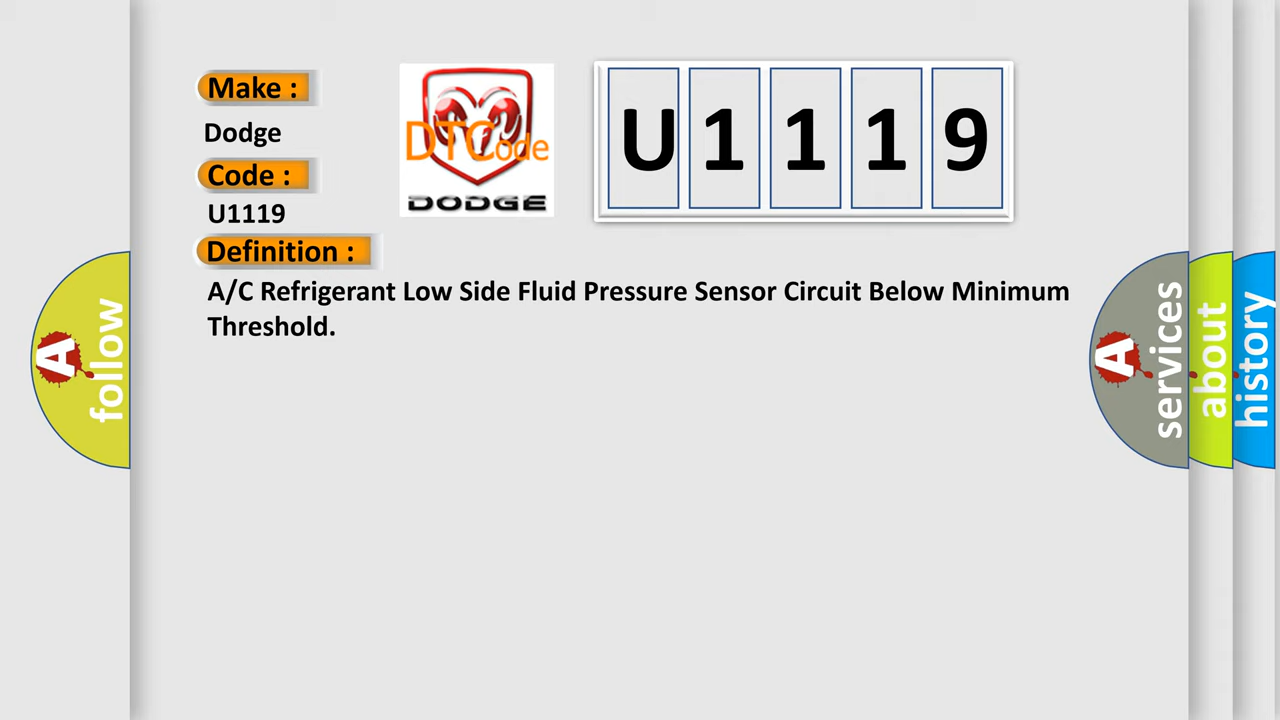 Make :
Dodge
Code :
U1119
Definition :
A/C Refrigerant Low Side Fluid Pressure Sensor Circuit Below Minimum
Threshold.
DTCode
DODGE
U1119
A
follow
A
services
about
history